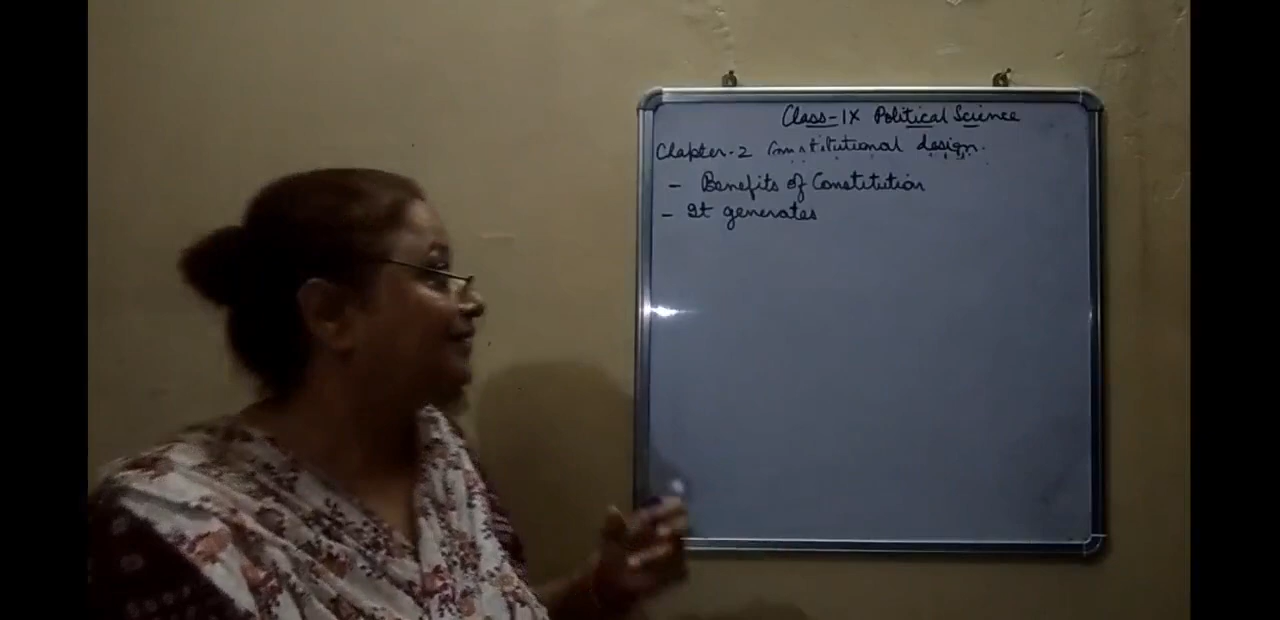 Class-IX Political Science
Chapter-2 Constitutional design.
- Benefits of Constitution
- It generates